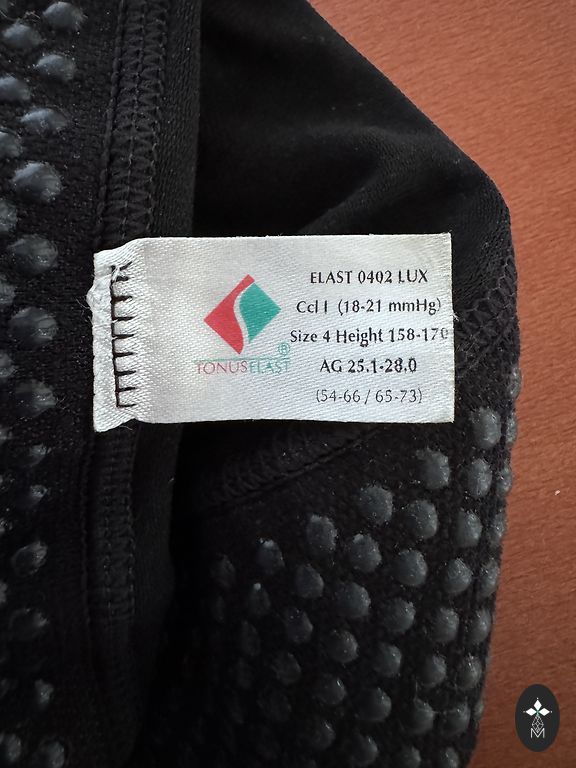 ELAST 0402 LUX
Ccl I (18-21 mmHg)
Size 4 Height 158-170
AG 25.1-28.0
(54-66 / 65-73)
TONUSELAST®
M